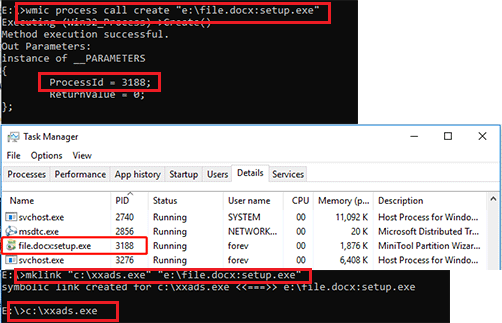 E:\>wmic process call create "e:\file.docx:setup.exe"
Executing (Win32_Process)->Create()
Method execution successful.
Out Parameters:
instance of __PARAMETERS
{
ProcessId = 3188;
ReturnValue = 0;
};
Task Manager
File Options View
Processes Performance App history Startup Users Details Services
Name PID Status User name CPU Memory (p... Description
svchost.exe 2740 Running SYSTEM 00 11,092 K Host Process for Windo...
msdtc.exe 2856 Running NETWOR... 00 20 K Microsoft Distributed Tr...
file.docx:setup.exe 3188 Running forev 00 1,876 K MiniTool Partition Wizar...
svchost.exe 3276 Running forev 00 6,408 K Host Process for Windo...
E:\>mklink "c:\xxads.exe" "e:\file.docx:setup.exe"
symbolic link created for c:\xxads.exe <<===>> e:\file.docx:setup.exe
E:\>c:\xxads.exe